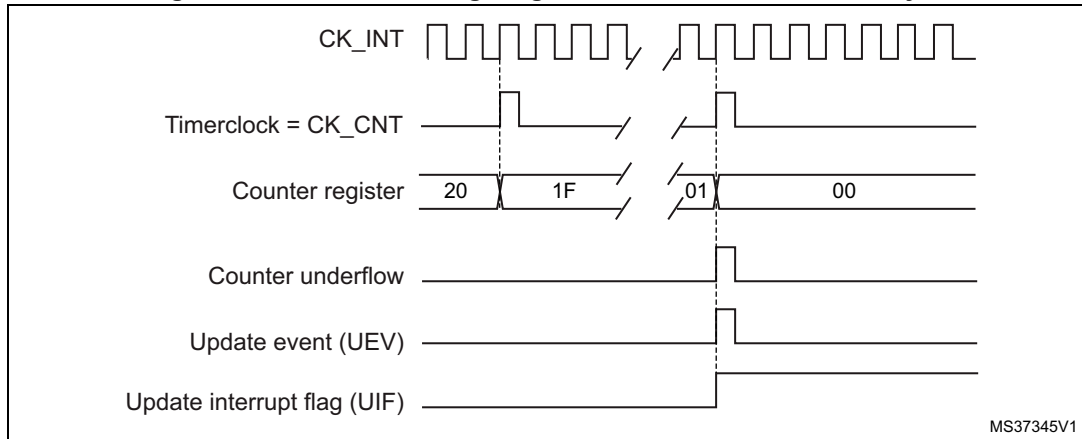 CK_INT
Timerclock = CK_CNT
Counter register 20 1F 01 00
Counter underflow
Update event (UEV)
Update interrupt flag (UIF)
MS37345V1